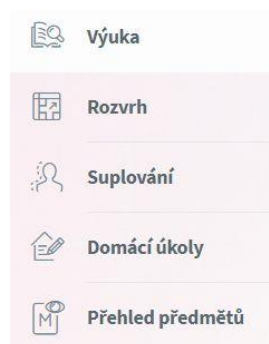 Výuka
Rozvrh
Suplování
Domácí úkoly
M
Přehled předmětů